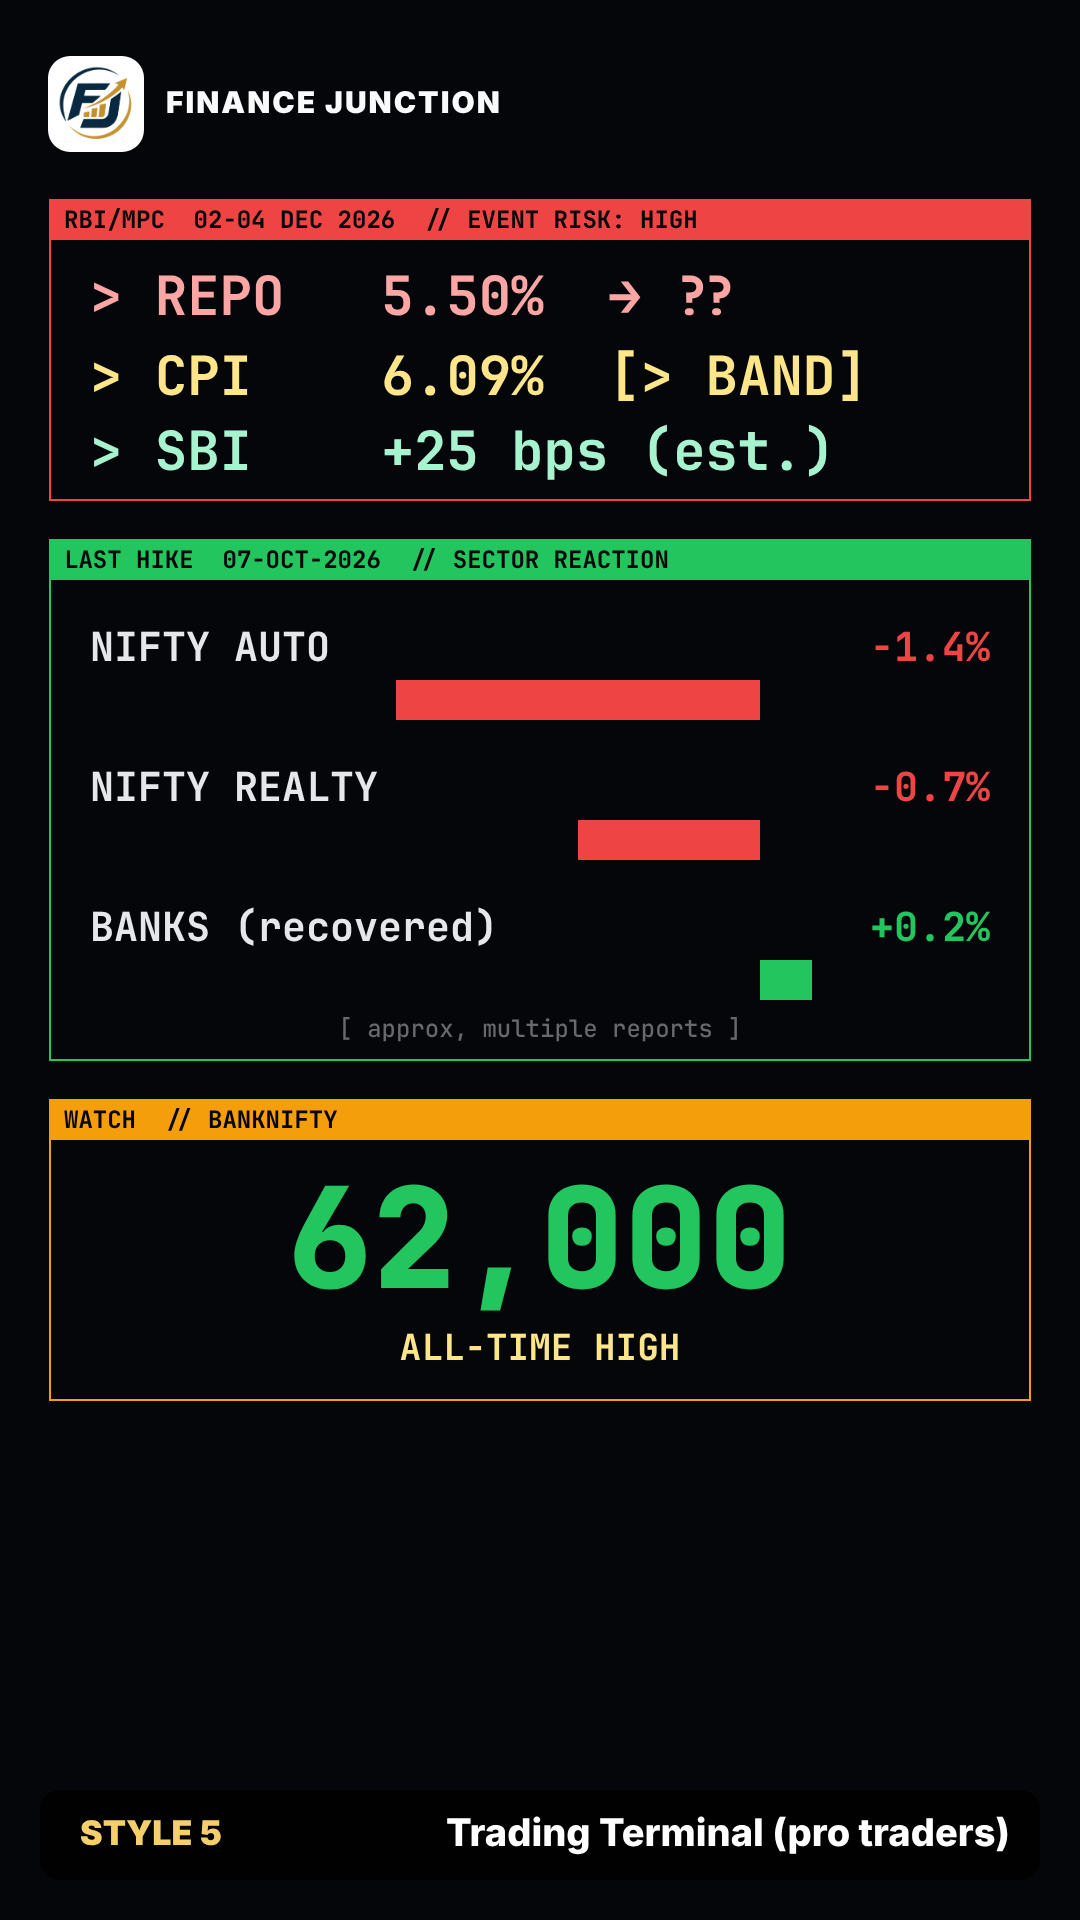 FJ
FINANCE JUNCTION
RBI/MPC 02-04 DEC 2026 // EVENT RISK: HIGH
> REPO 5.50% → ??
> CPI 6.09% [> BAND]
> SBI +25 bps (est.)
LAST HIKE 07-OCT-2026 // SECTOR REACTION
NIFTY AUTO -1.4%
NIFTY REALTY -0.7%
BANKS (recovered) +0.2%
[ approx, multiple reports ]
WATCH // BANKNIFTY
62,000
ALL-TIME HIGH
STYLE 5 Trading Terminal (pro traders)